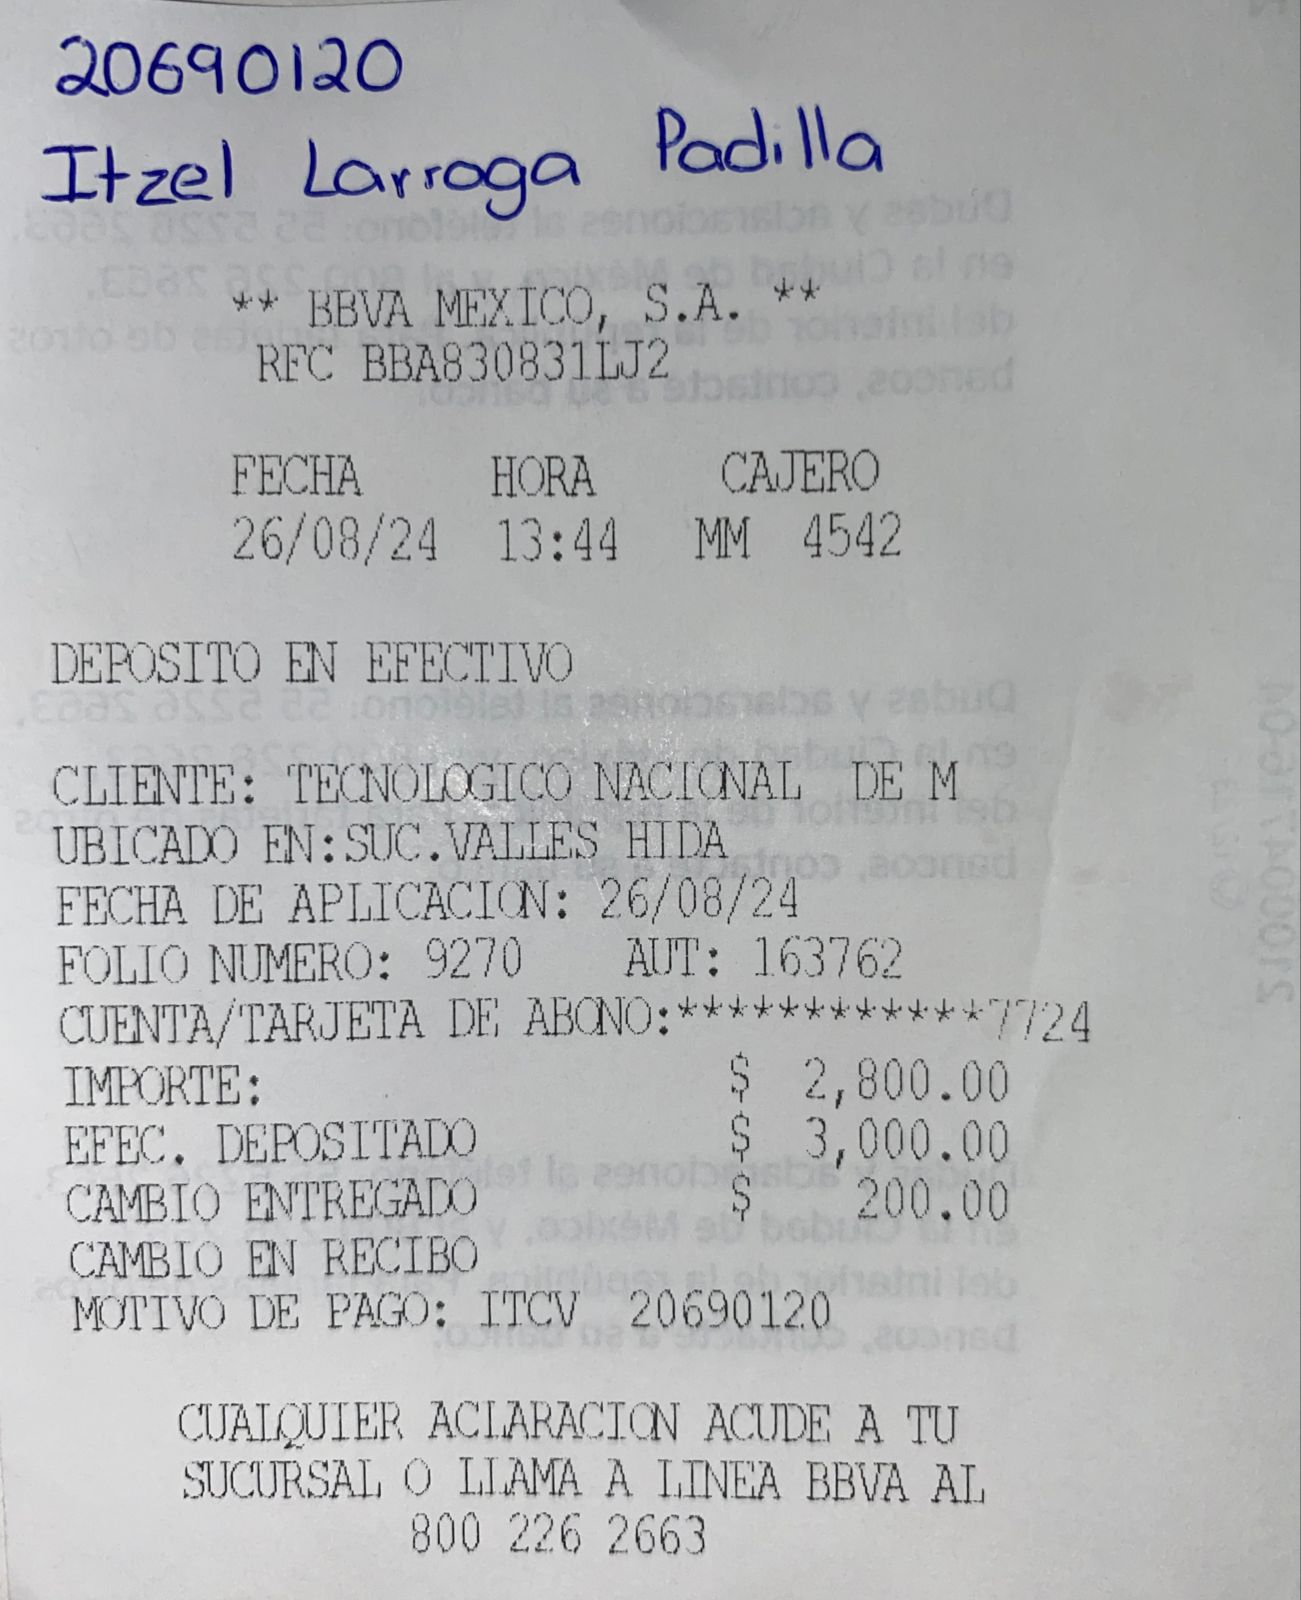 20690120
Itzel Larraga Padilla
** BBVA MEXICO, S.A. **
RFC BBA830831LJ2
FECHA HORA CAJERO
26/08/24 13:44 MM 4542
DEPOSITO EN EFECTIVO
CLIENTE: TECNOLOGICO NACIONAL DE M
UBICADO EN:SUC.VALLES HIDA
FECHA DE APLICACION: 26/08/24
FOLIO NUMERO: 9270 AUT: 163762
CUENTA/TARJETA DE ABONO:************7724
IMPORTE: $ 2,800.00
EFEC. DEPOSITADO $ 3,000.00
CAMBIO ENTREGADO $ 200.00
CAMBIO EN RECIBO
MOTIVO DE PAGO: ITCV 20690120
CUALQUIER ACLARACION ACUDE A TU
SUCURSAL O LLAMA A LINEA BBVA AL
800 226 2663